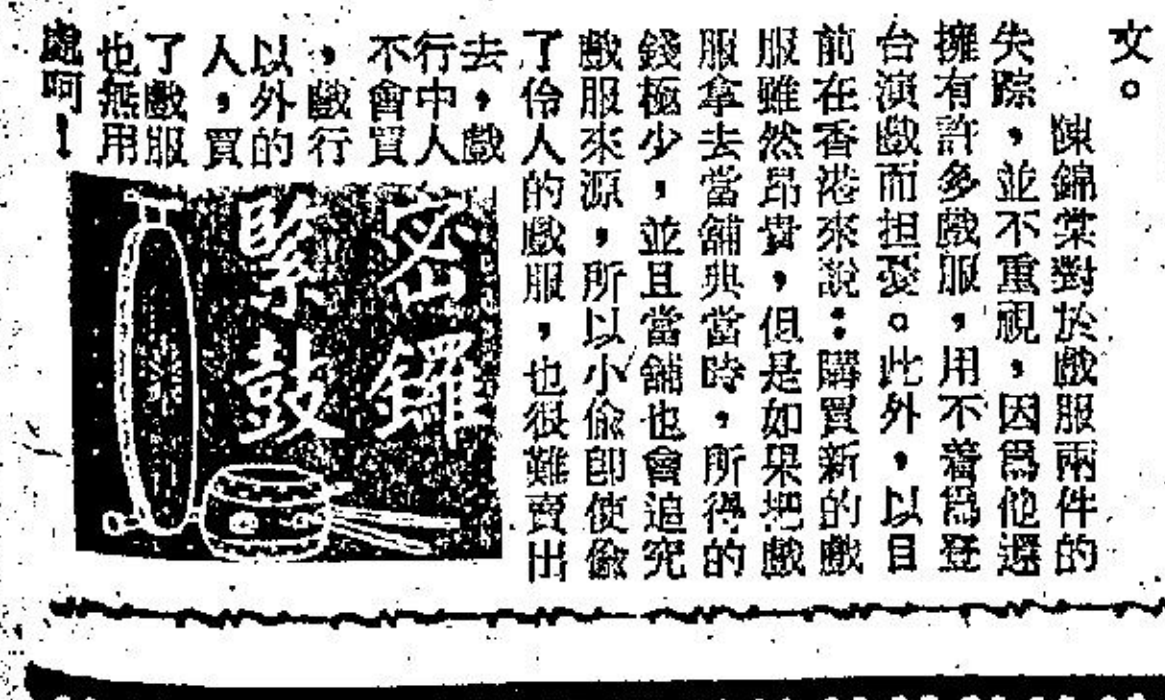 文。
陳錦棠對於戲服兩件的
失踪，並不重視，因爲他還
擁有許多戲服，用不着爲登
台演戲而担憂。此外，以目
前在香港來說：購買新的戲
服雖然昂貴，但是如果把戲
服拿去當舖典當時，所得的
錢極少，並且當舖也會追究
戲服來源，所以小偷即使偸
了伶人的戲服，也很難賣出
去，戲
行中人
不會買
，戲行
以外的
人，買
了戲服
也無用
處呵！
密鑼
緊鼓